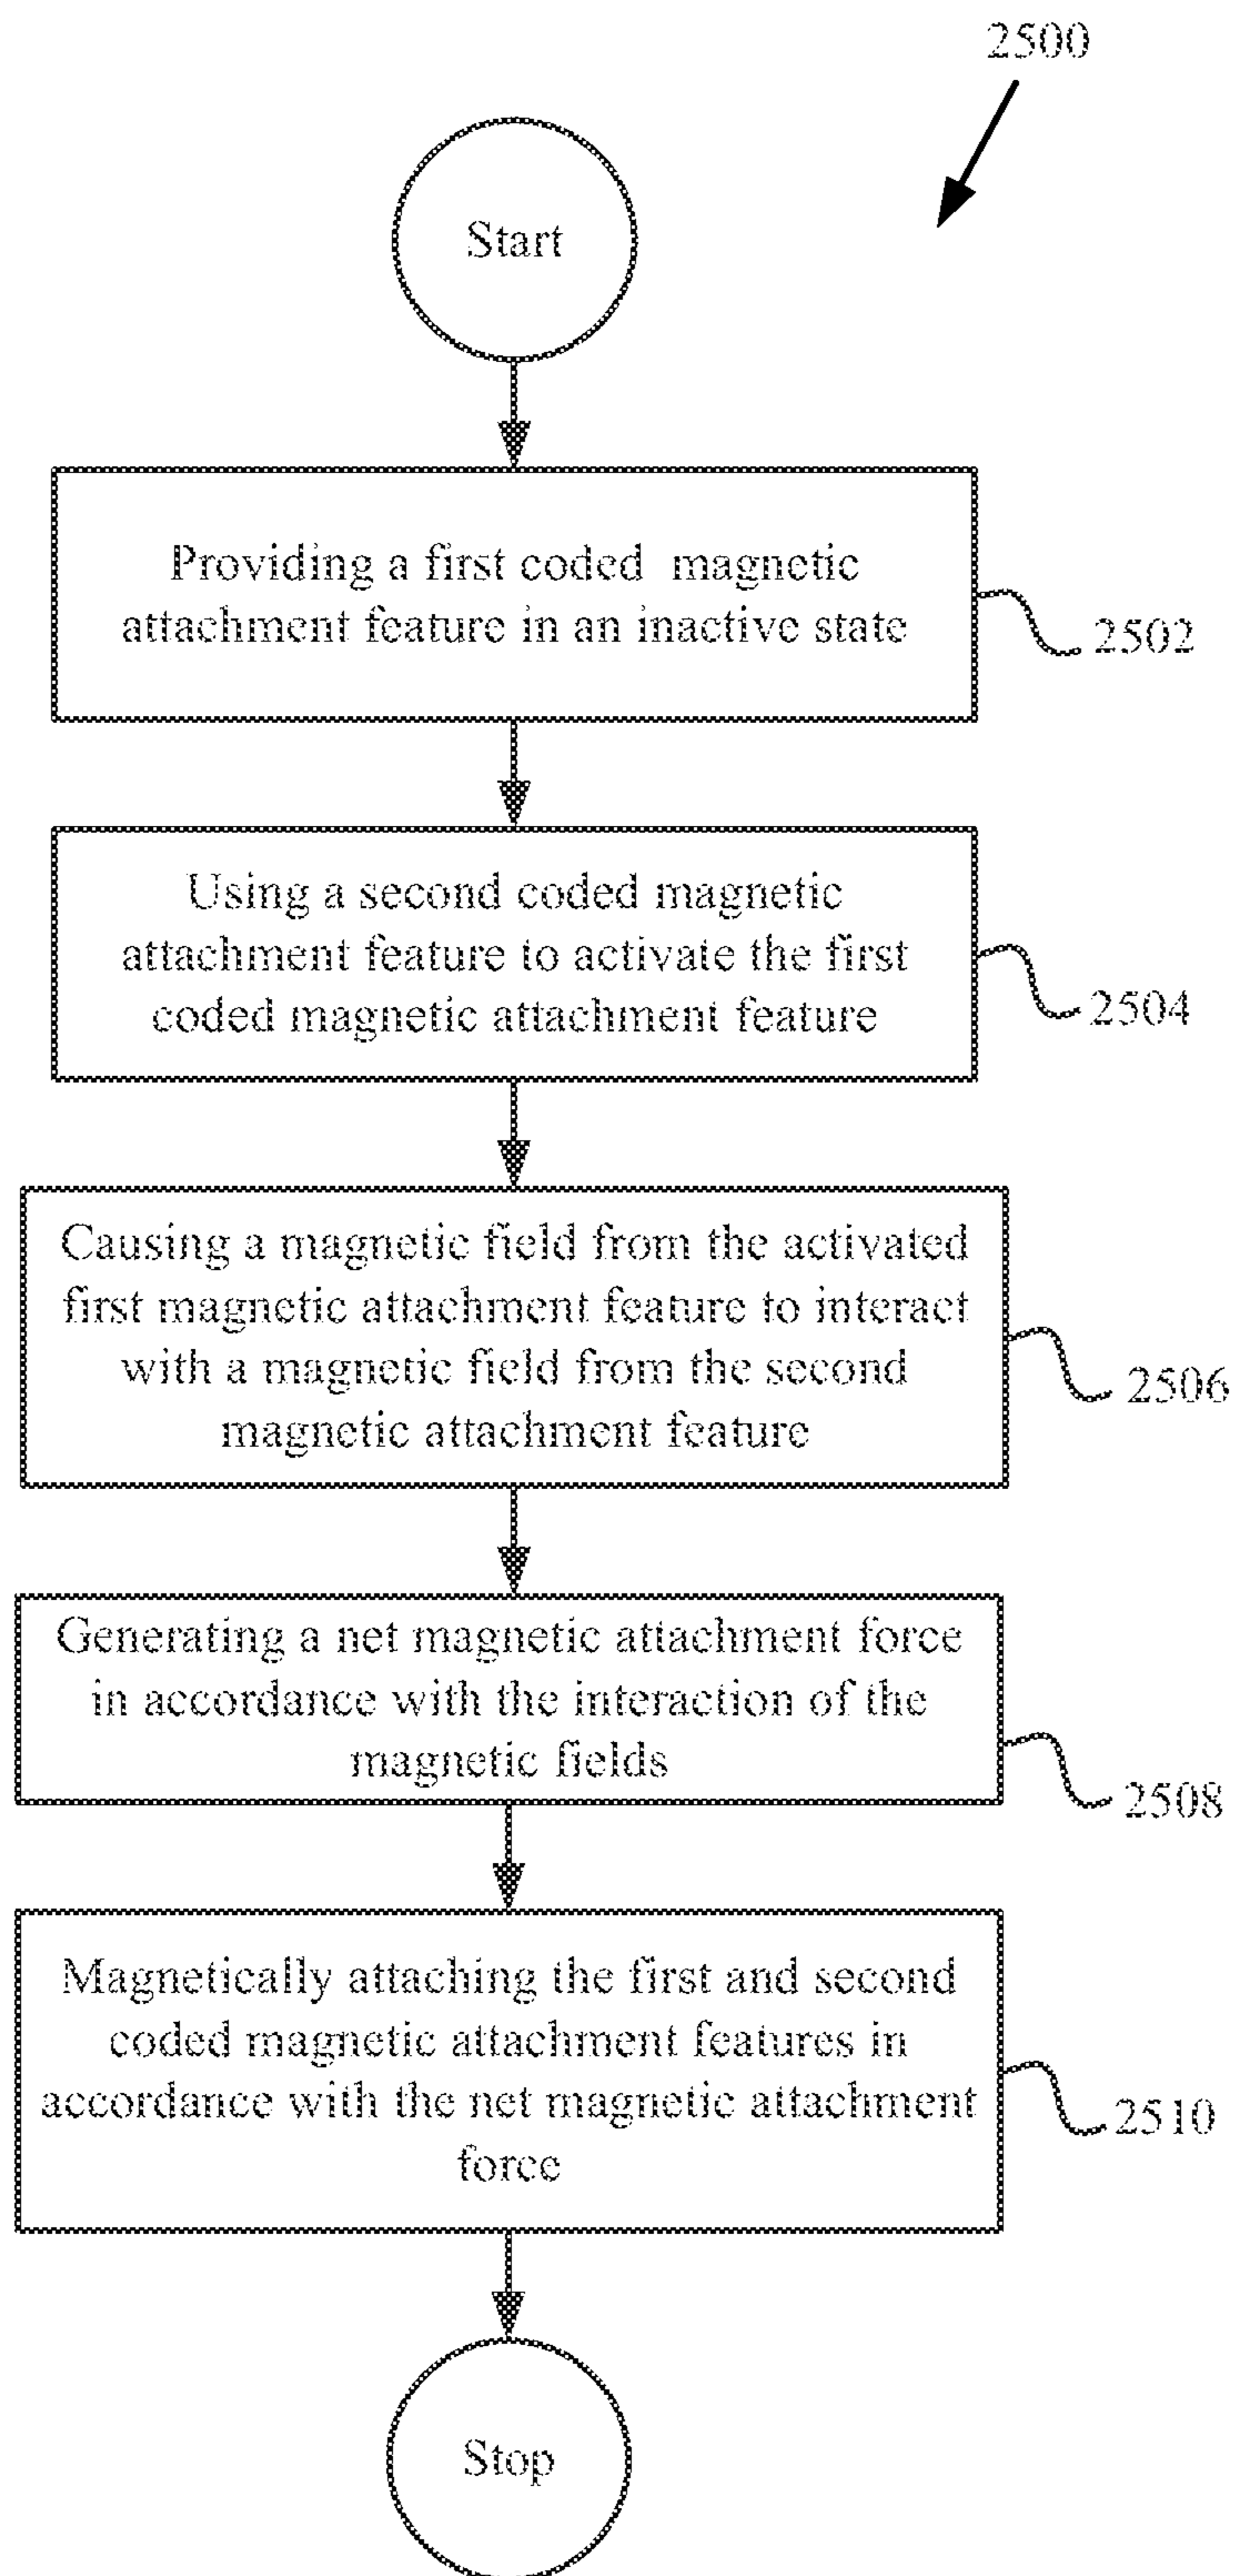 2500
Start
Providing a first coded magnetic
attachment feature in an inactive state
2502
Using a second coded magnetic
attachment feature to activate the first
coded magnetic attachment feature
2504
Causing a magnetic field from the activated
first magnetic attachment feature to interact
with a magnetic field from the second
magnetic attachment feature
2506
Generating a net magnetic attachment force
in accordance with the interaction of the
magnetic fields
2508
Magnetically attaching the first and second
coded magnetic attachment features in
accordance with the net magnetic attachment
force
2510
Stop